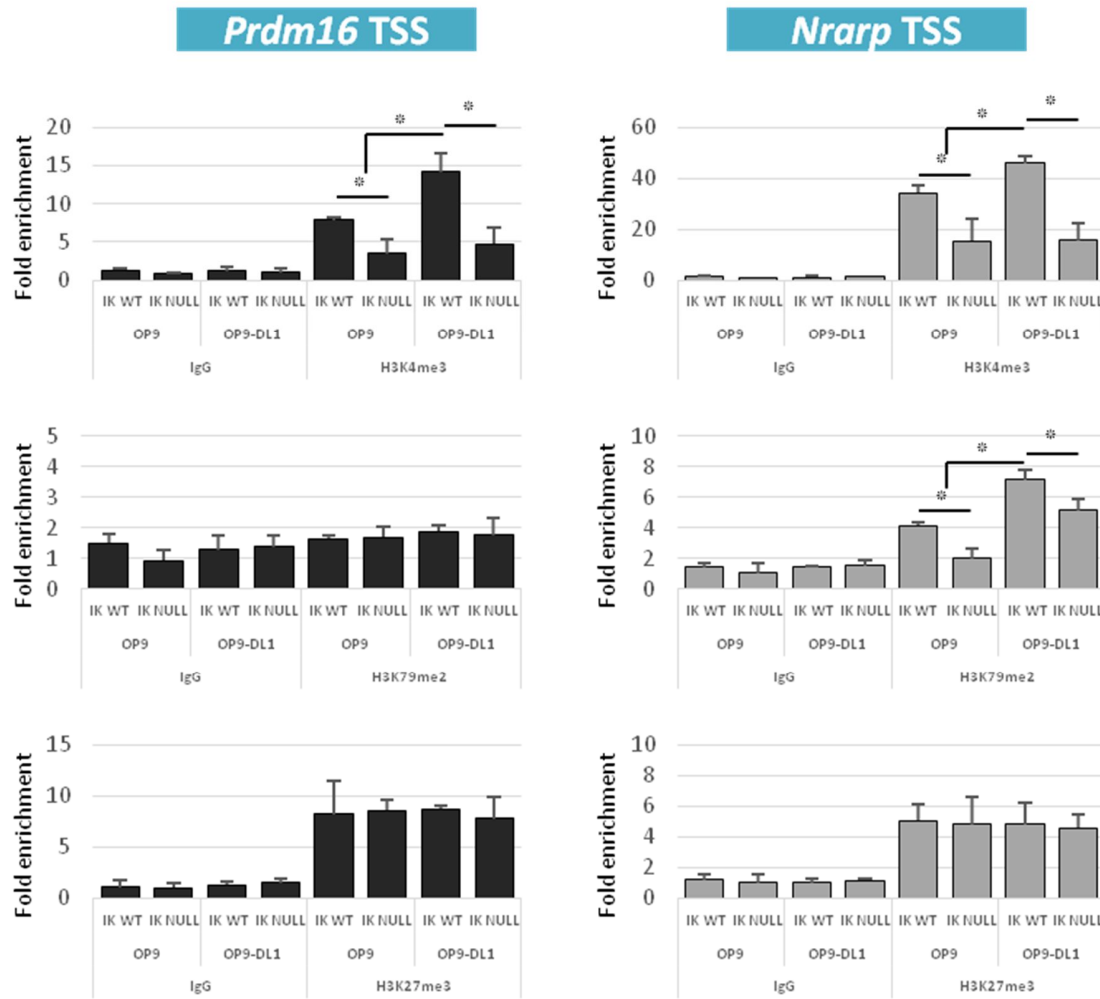 Prdm16 TSS
Nrarp TSS
Fold enrichment
20
15
10
5
0
*
*
*
IK WT IK NULL IK WT IK NULL IK WT IK NULL IK WT IK NULL
OP9 OP9-DL1 OP9 OP9-DL1
IgG H3K4me3
Fold enrichment
60
40
20
0
*
*
*
IK WT IK NULL IK WT IK NULL IK WT IK NULL IK WT IK NULL
OP9 OP9-DL1 OP9 OP9-DL1
IgG H3K4me3
Fold enrichment
5
4
3
2
1
0
IK WT IK NULL IK WT IK NULL IK WT IK NULL IK WT IK NULL
OP9 OP9-DL1 OP9 OP9-DL1
IgG H3K79me2
Fold enrichment
10
8
6
4
2
0
*
*
*
IK WT IK NULL IK WT IK NULL IK WT IK NULL IK WT IK NULL
OP9 OP9-DL1 OP9 OP9-DL1
IgG H3K79me2
Fold enrichment
15
10
5
0
IK WT IK NULL IK WT IK NULL IK WT IK NULL IK WT IK NULL
OP9 OP9-DL1 OP9 OP9-DL1
IgG H3K27me3
Fold enrichment
10
8
6
4
2
0
IK WT IK NULL IK WT IK NULL IK WT IK NULL IK WT IK NULL
OP9 OP9-DL1 OP9 OP9-DL1
IgG H3K27me3